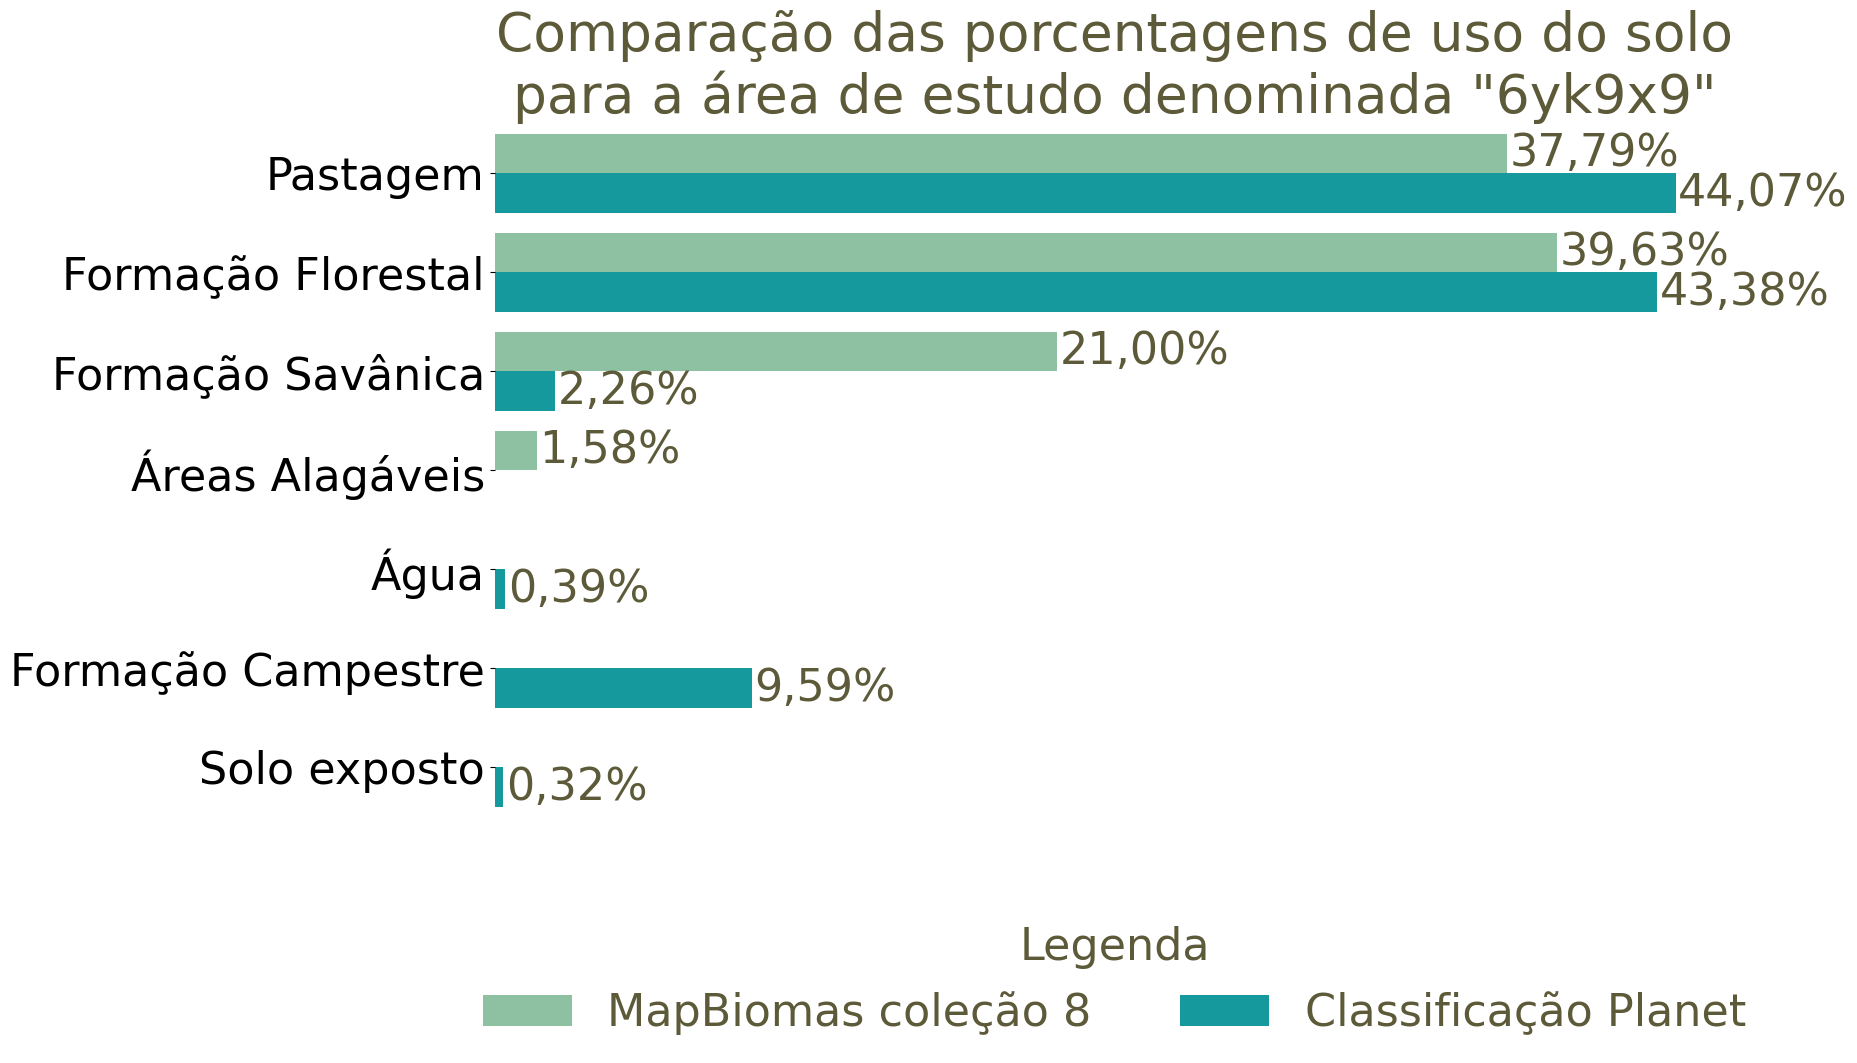 Comparação das porcentagens de uso do solo
para a área de estudo denominada "6yk9x9"
Pastagem
37,79%
44,07%
Formação Florestal
39,63%
43,38%
Formação Savânica
21,00%
2,26%
Áreas Alagáveis
1,58%
Água
0,39%
Formação Campestre
9,59%
Solo exposto
0,32%
Legenda
MapBiomas coleção 8
Classificação Planet